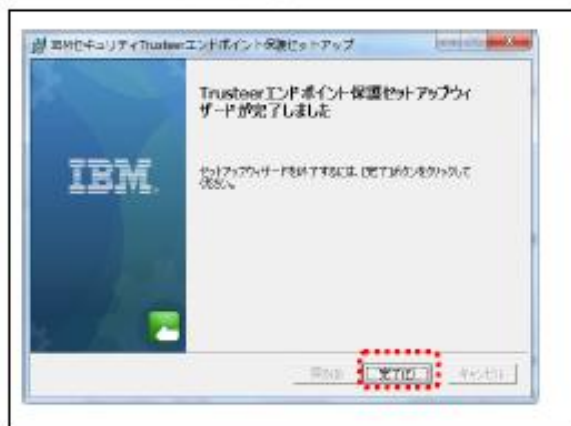 IBMセキュリティTrusteerエンドポイント保護セットアップ
Trusteerエンドポイント保護セットアップウィ
ザードが完了しました
IBM.
セットアップウィザードを終了するには、[完了]ボタンをクリックして
ください。
完了(F)
キャンセル